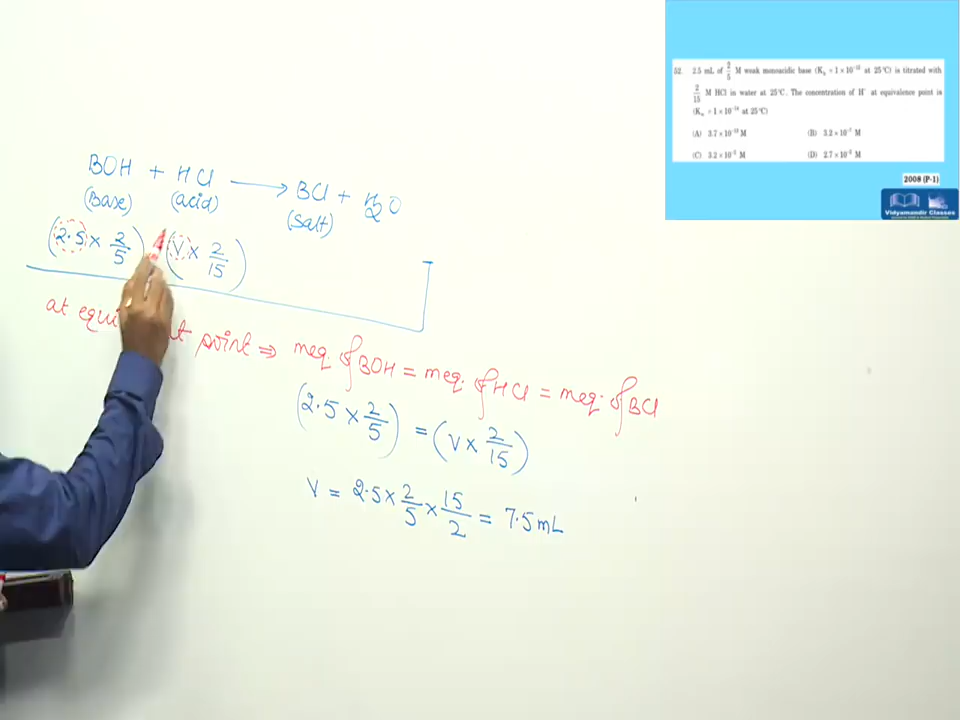 52. 2.5 mL of 2/5 M weak monoacidic base (K_b = 1 × 10^-12 at 25°C) is titrated with
2/15 M HCl in water at 25°C. The concentration of H^+ at equivalence point is
(K_w = 1 × 10^-14 at 25°C)
(A) 3.7 × 10^-13 M (B) 3.2 × 10^-7 M
(C) 3.2 × 10^-2 M (D) 2.7 × 10^-2 M
2008 (P-1)
Vidyamandir Classes
BOH + HCl → BCl + H2O
(Base) (acid) (salt)
(2.5 × 2/5) (V × 2/15)
at point ⇒ meq. of BOH = meq. of HCl = meq. of BCl
(2.5 × 2/5) = (V × 2/15)
V = 2.5 × 2/5 × 15/2 = 7.5 mL